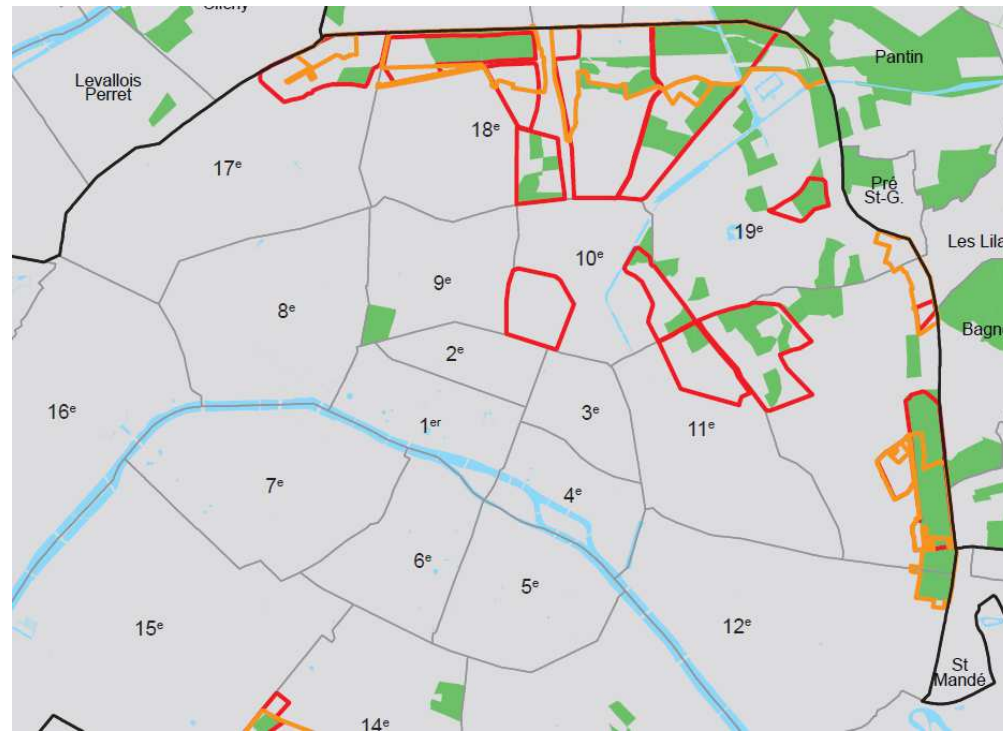 Levallois
Perret
Pantin
18ᵉ
17ᵉ
Pré
St-G.
19ᵉ
Les Lila
10ᵉ
9ᵉ
8ᵉ
Bagn
2ᵉ
16ᵉ
3ᵉ
1ᵉʳ
11ᵉ
7ᵉ
4ᵉ
6ᵉ
5ᵉ
15ᵉ
12ᵉ
St
Mandé
14ᵉ